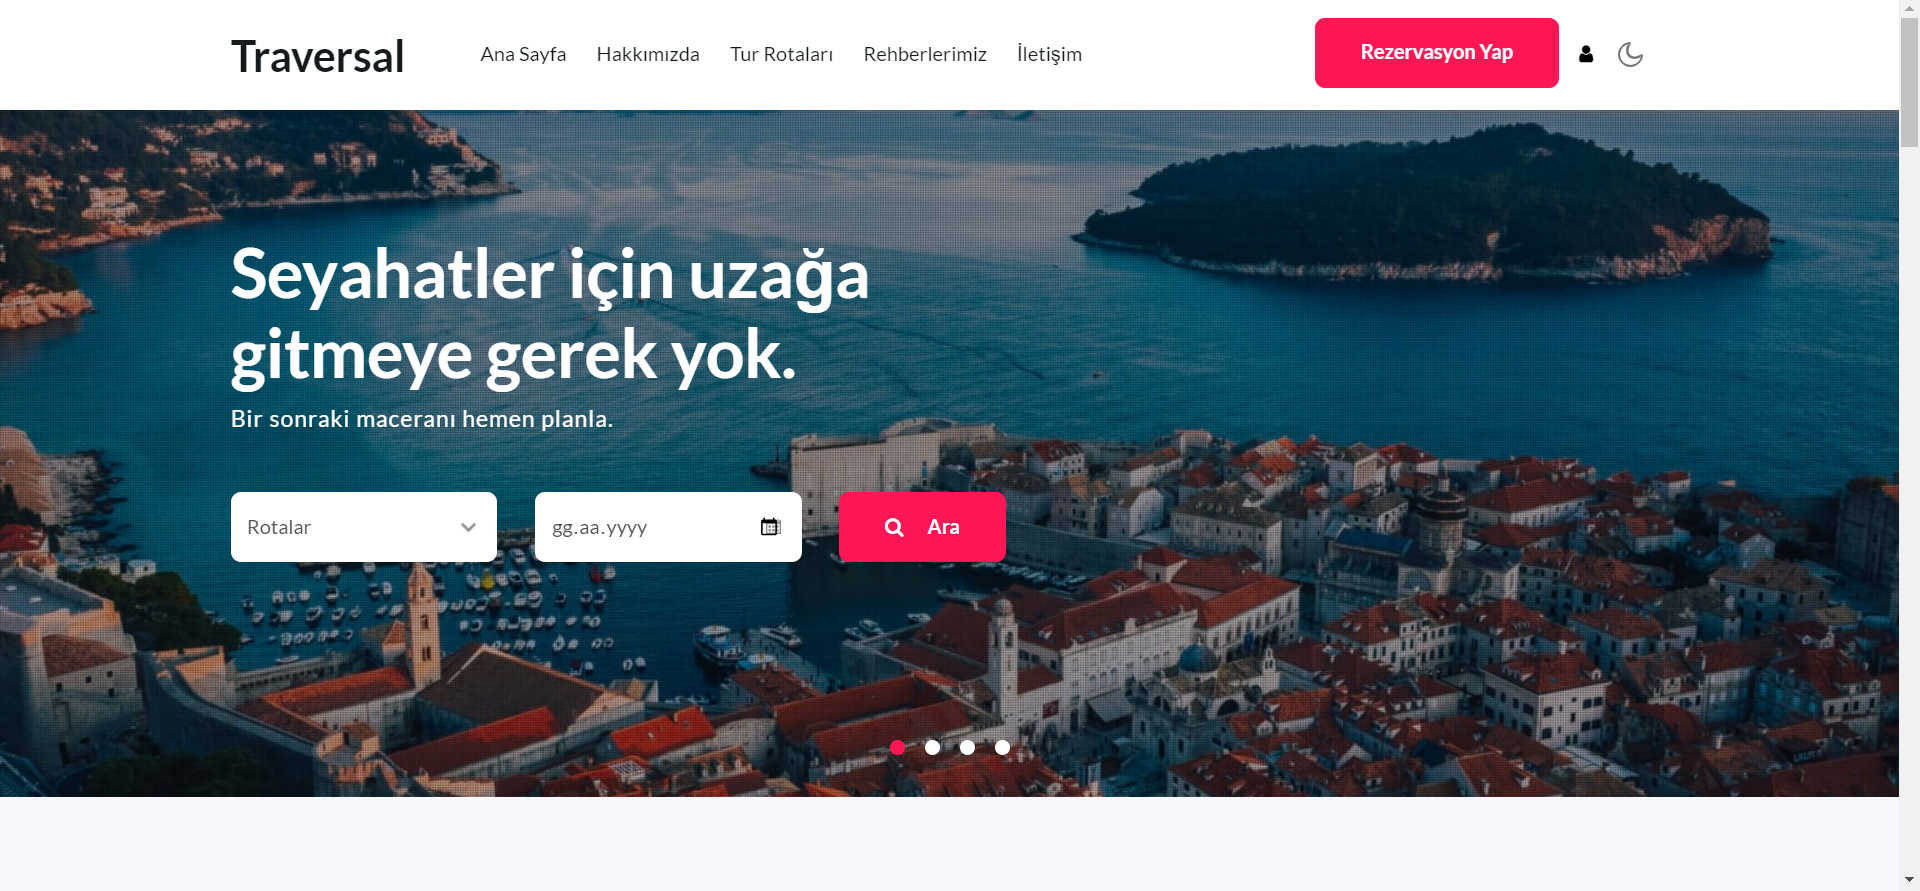 Traversal
Ana Sayfa
Hakkımızda
Tur Rotaları
Rehberlerimiz
İletişim
Rezervasyon Yap
Seyahatler için uzağa
gitmeye gerek yok.
Bir sonraki maceranı hemen planla.
Rotalar
gg.aa.yyyy
Ara